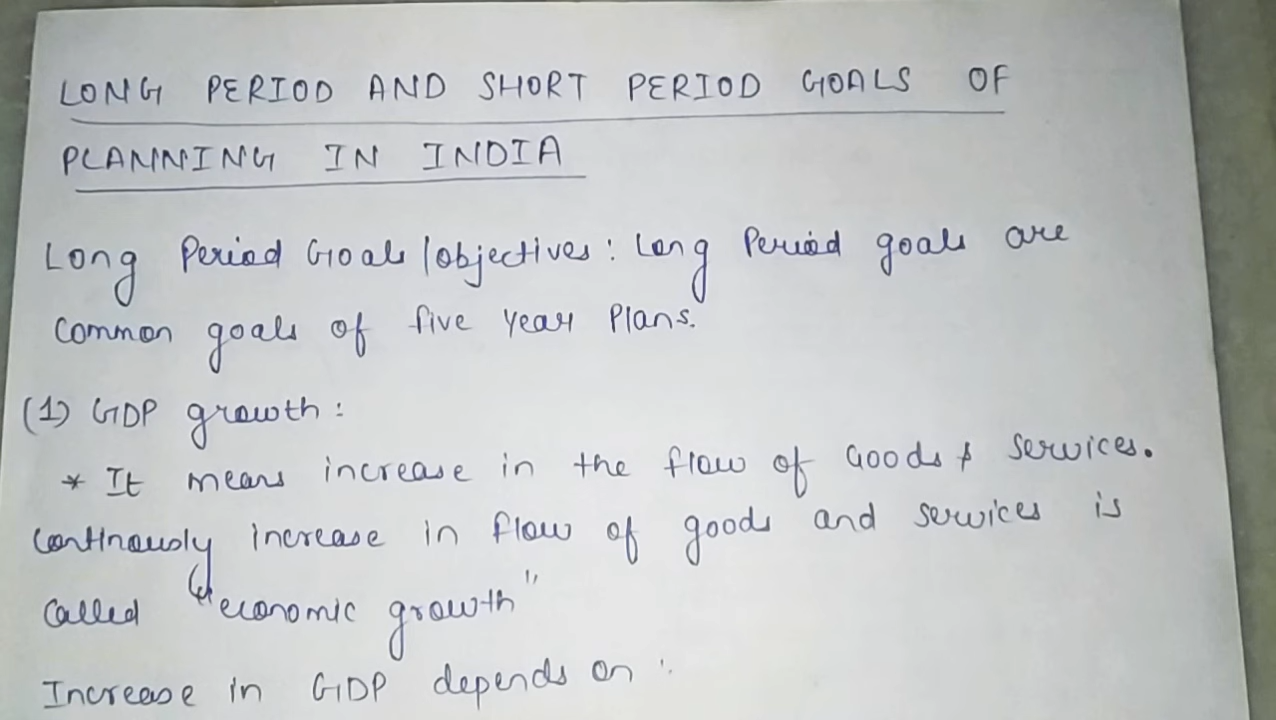 LONG PERIOD AND SHORT PERIOD GOALS OF
PLANNING IN INDIA
Long Period Goals /objectives : Long Period goals are
Common goals of five year Plans.
(1) GDP growth :
* It means increase in the flow of Goods & services.
Continously increase in flow of goods and services is
Called "economic growth"
Increase in GDP depends on :